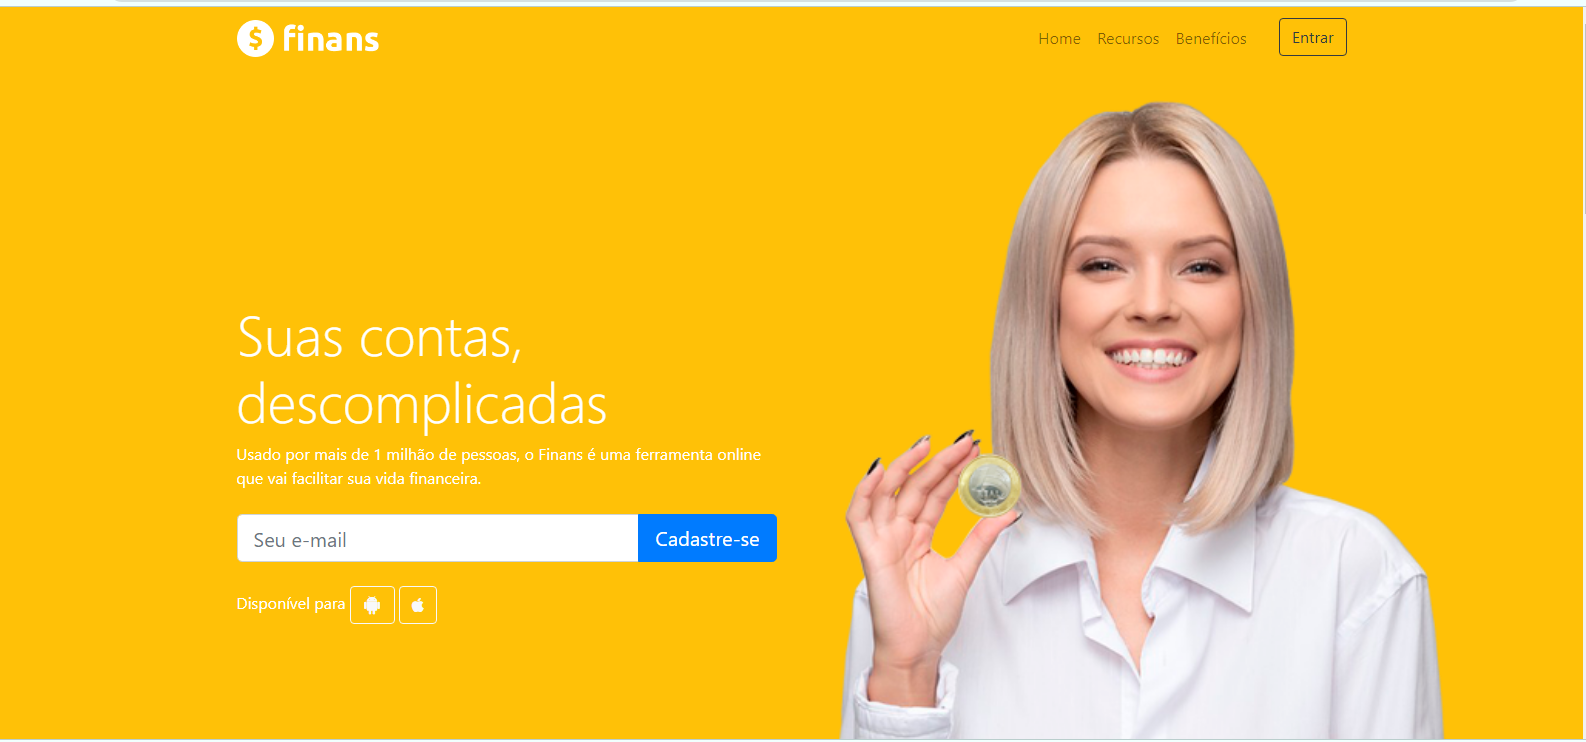 finans
Home Recursos Benefícios Entrar
Suas contas,
descomplicadas
Usado por mais de 1 milhão de pessoas, o Finans é uma ferramenta online
que vai facilitar sua vida financeira.
Seu e-mail Cadastre-se
Disponível para